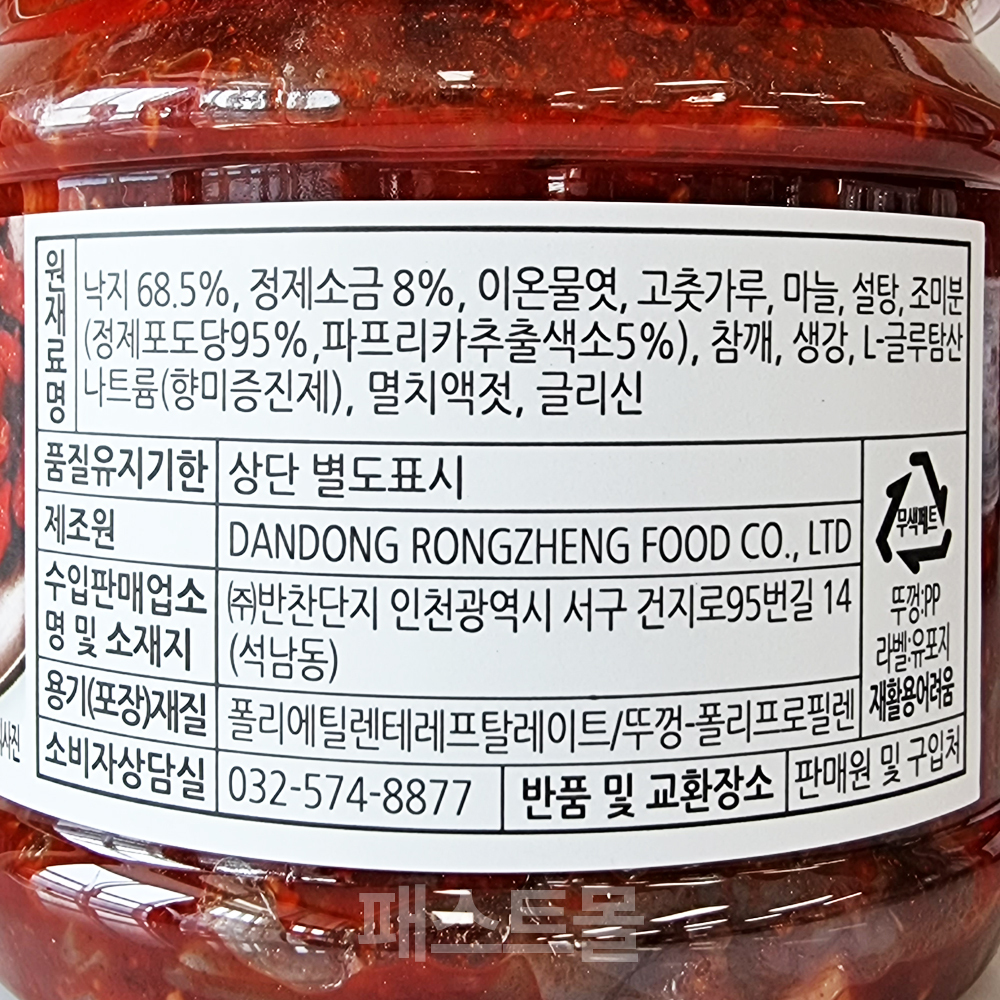 원재료명
낙지 68.5%, 정제소금 8%, 이온물엿, 고춧가루, 마늘, 설탕, 조미분
(정제포도당95%,파프리카추출색소5%), 참깨, 생강, L-글루탐산
나트륨(향미증진제), 멸치액젓, 글리신
품질유지기한 상단 별도표시
제조원 DANDONG RONGZHENG FOOD CO., LTD
수입판매업소
명 및 소재지
㈜반찬단지 인천광역시 서구 건지로95번길 14
(석남동)
용기(포장)재질 폴리에틸렌테레프탈레이트/뚜껑-폴리프로필렌
소비자상담실 032-574-8877 반품 및 교환장소 판매원 및 구입처
무색페트
뚜껑:PP
라벨:유포지
재활용어려움
사진
패스트몰